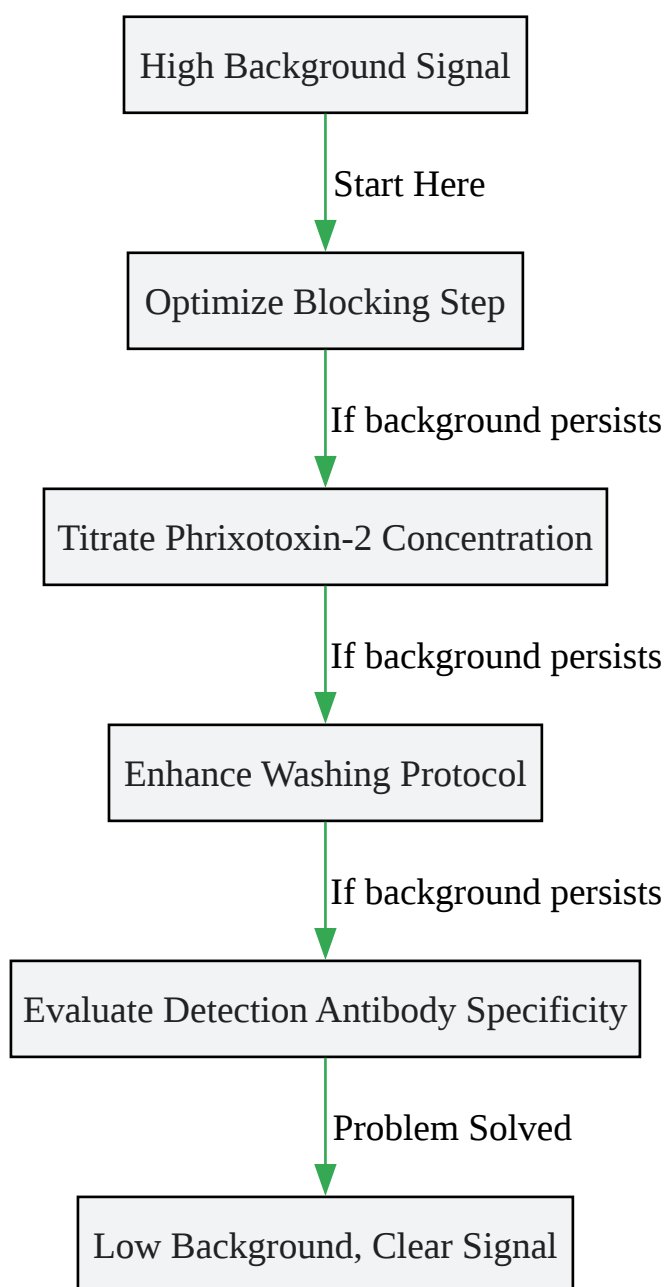 High Background Signal
Start Here
Optimize Blocking Step
If background persists
Titrate Phrixotoxin-2 Concentration
If background persists
Enhance Washing Protocol
If background persists
Evaluate Detection Antibody Specificity
Problem Solved
Low Background, Clear Signal